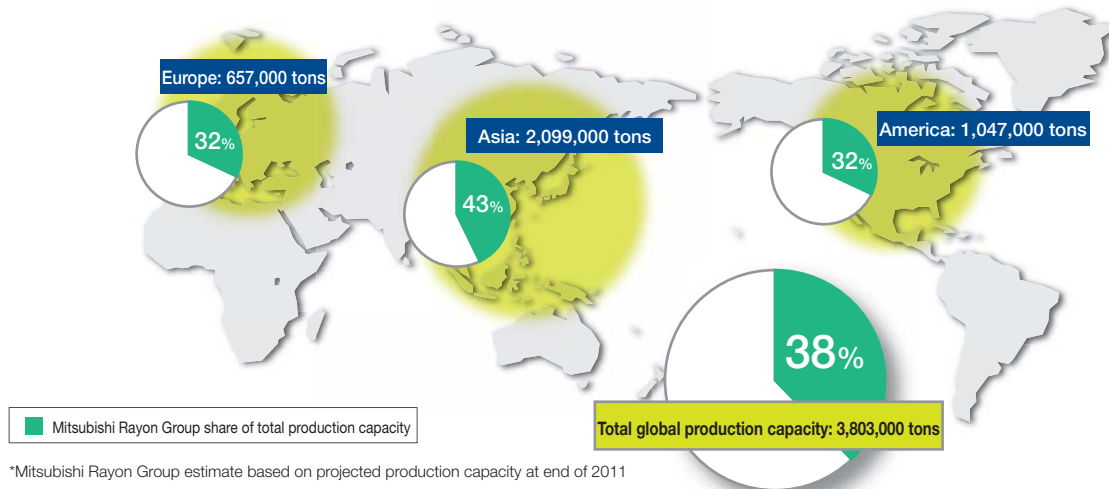 Europe: 657,000 tons
32%
Asia: 2,099,000 tons
43%
America: 1,047,000 tons
32%
38%
Total global production capacity: 3,803,000 tons
Mitsubishi Rayon Group share of total production capacity
*Mitsubishi Rayon Group estimate based on projected production capacity at end of 2011